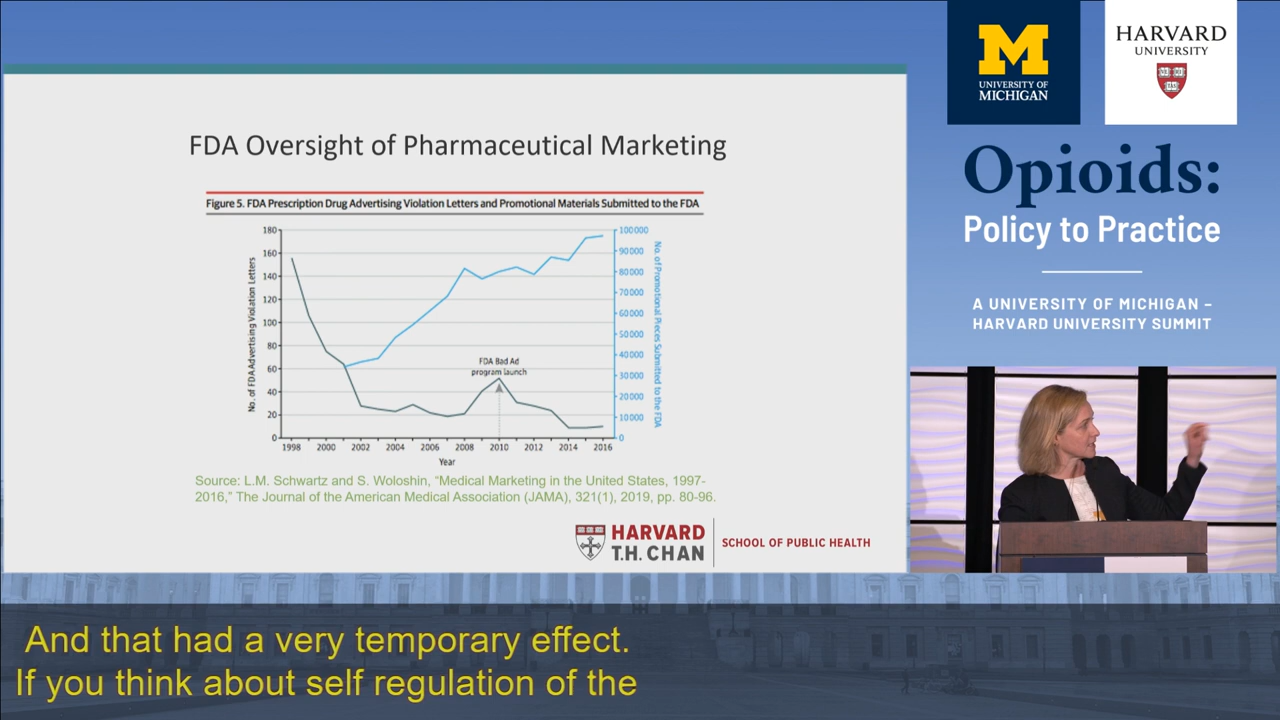 FDA Oversight of Pharmaceutical Marketing
Figure 5. FDA Prescription Drug Advertising Violation Letters and Promotional Materials Submitted to the FDA
No. of FDA Advertising Violation Letters
180
160
140
120
100
80
60
40
20
0
FDA Bad Ad
program launch
100000
90000
80000
70000
60000
50000
40000
30000
20000
10000
0
No. of Promotional Pieces Submitted to the FDA
1998 2000 2002 2004 2006 2008 2010 2012 2014 2016
Year
Source: L.M. Schwartz and S. Woloshin, “Medical Marketing in the United States, 1997-
2016,” The Journal of the American Medical Association (JAMA), 321(1), 2019, pp. 80-96.
HARVARD
T.H. CHAN
SCHOOL OF PUBLIC HEALTH
M
UNIVERSITY OF
MICHIGAN
HARVARD
UNIVERSITY
Opioids:
Policy to Practice
A UNIVERSITY OF MICHIGAN –
HARVARD UNIVERSITY SUMMIT
And that had a very temporary effect.
If you think about self regulation of the